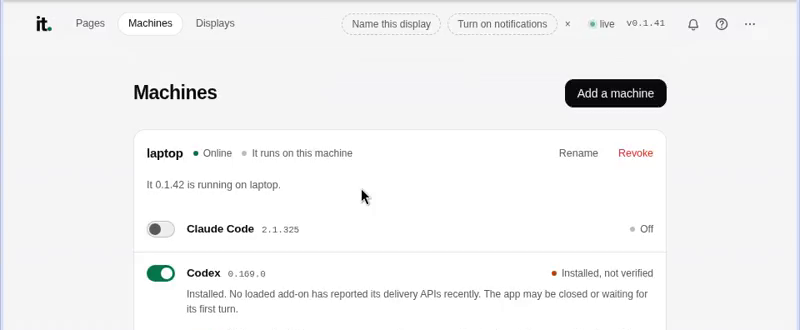 it. Pages Machines Displays Name this display Turn on notifications × live v0.1.41
Machines Add a machine
laptop Online It runs on this machine Rename Revoke
It 0.1.42 is running on laptop.
Claude Code 2.1.325 Off
Codex 0.169.0 Installed, not verified
Installed. No loaded add-on has reported its delivery APIs recently. The app may be closed or waiting for
its first turn.